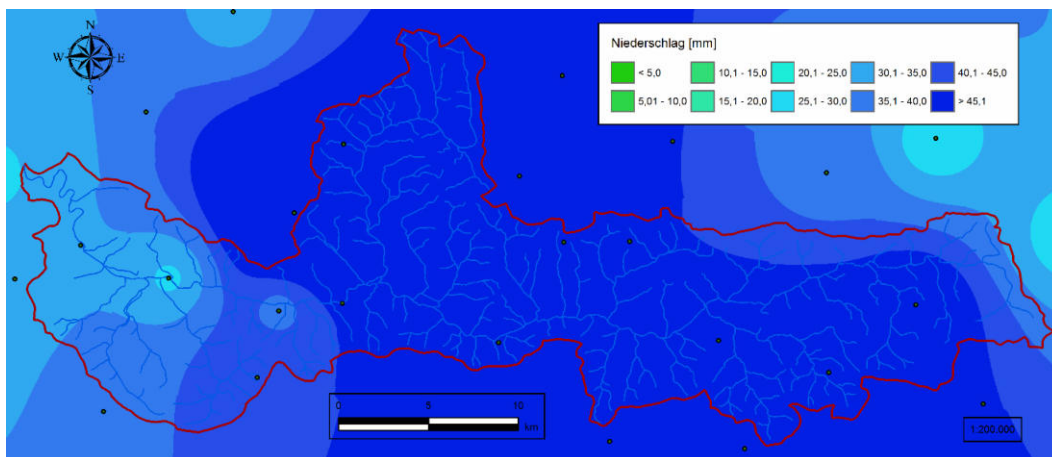 N
W E
S
Niederschlag [mm]
< 5,0 10,1 - 15,0 20,1 - 25,0 30,1 - 35,0 40,1 - 45,0
5,01 - 10,0 15,1 - 20,0 25,1 - 30,0 35,1 - 40,0 > 45,1
0 5 10
km
1:200.000